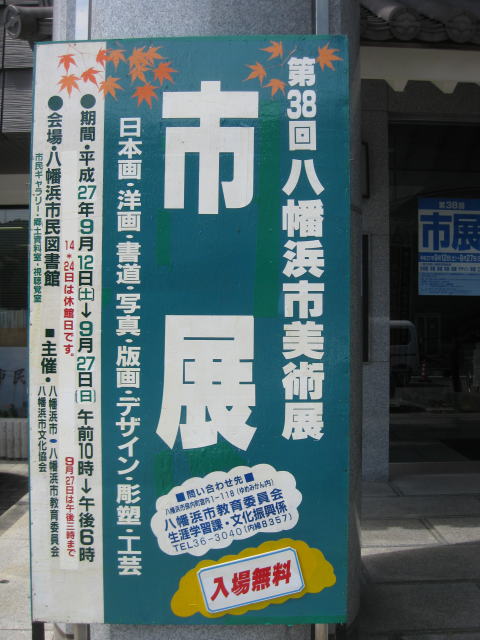 第38回 八幡浜市美術展
市展
日本画・洋画・書道・写真・版画・デザイン・彫塑・工芸
●期間・平成27年9月12日(土)→9月27日(日) 午前10時→午後6時
14・24日は休館日です。
9月27日は午後三時まで
●会場・八幡浜市民図書館
市民ギャラリー・郷土資料室・視聴覚室
■主催・八幡浜市・八幡浜市教育委員会
八幡浜市文化協会
■問い合わせ先■
八幡浜市教育委員会
生涯学習課・文化振興係
TEL36-3040(内線8357)
入場無料
第38回
市展